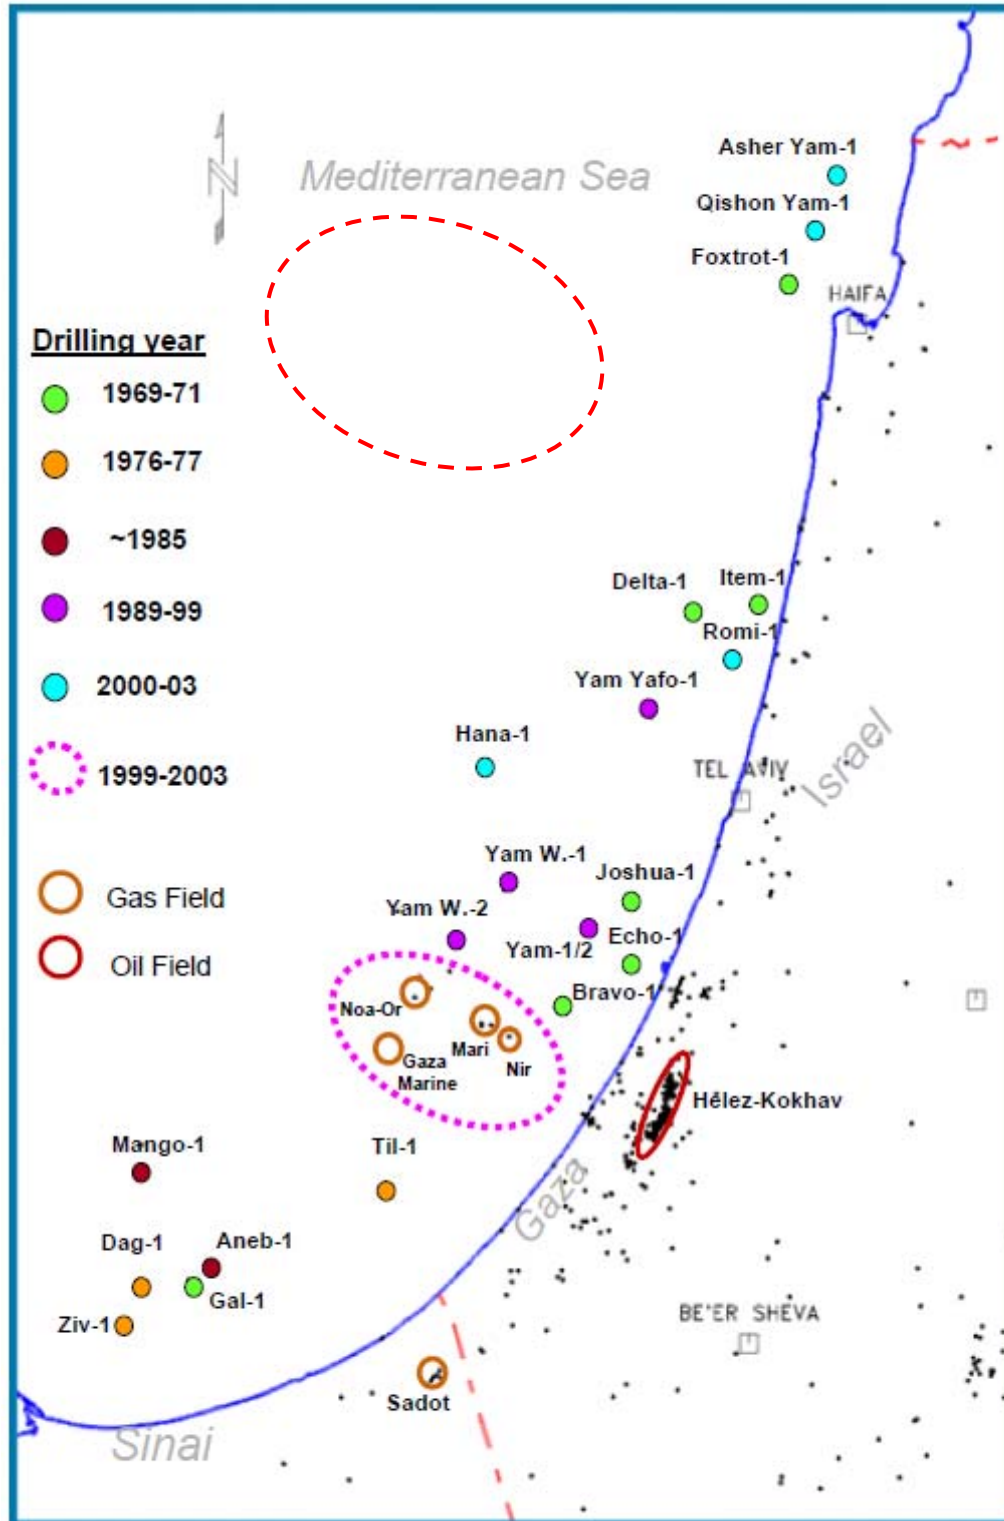 N
Mediterranean Sea
Asher Yam-1
Qishon Yam-1
Foxtrot-1
HAIFA
Drilling year
1969-71
1976-77
~1985
1989-99
2000-03
1999-2003
Gas Field
Oil Field
Delta-1
Item-1
Romi-1
Yam Yafo-1
Hana-1
TEL AVIV
Israel
Yam W.-1
Joshua-1
Yam W.-2
Yam-1/2
Echo-1
Bravo-1
Noa-Or
Mari
Nir
Gaza
Marine
Hélez-Kokhav
Mango-1
Til-1
Gaza
Dag-1
Aneb-1
Gal-1
Ziv-1
BE'ER SHEVA
Sadot
Sinai